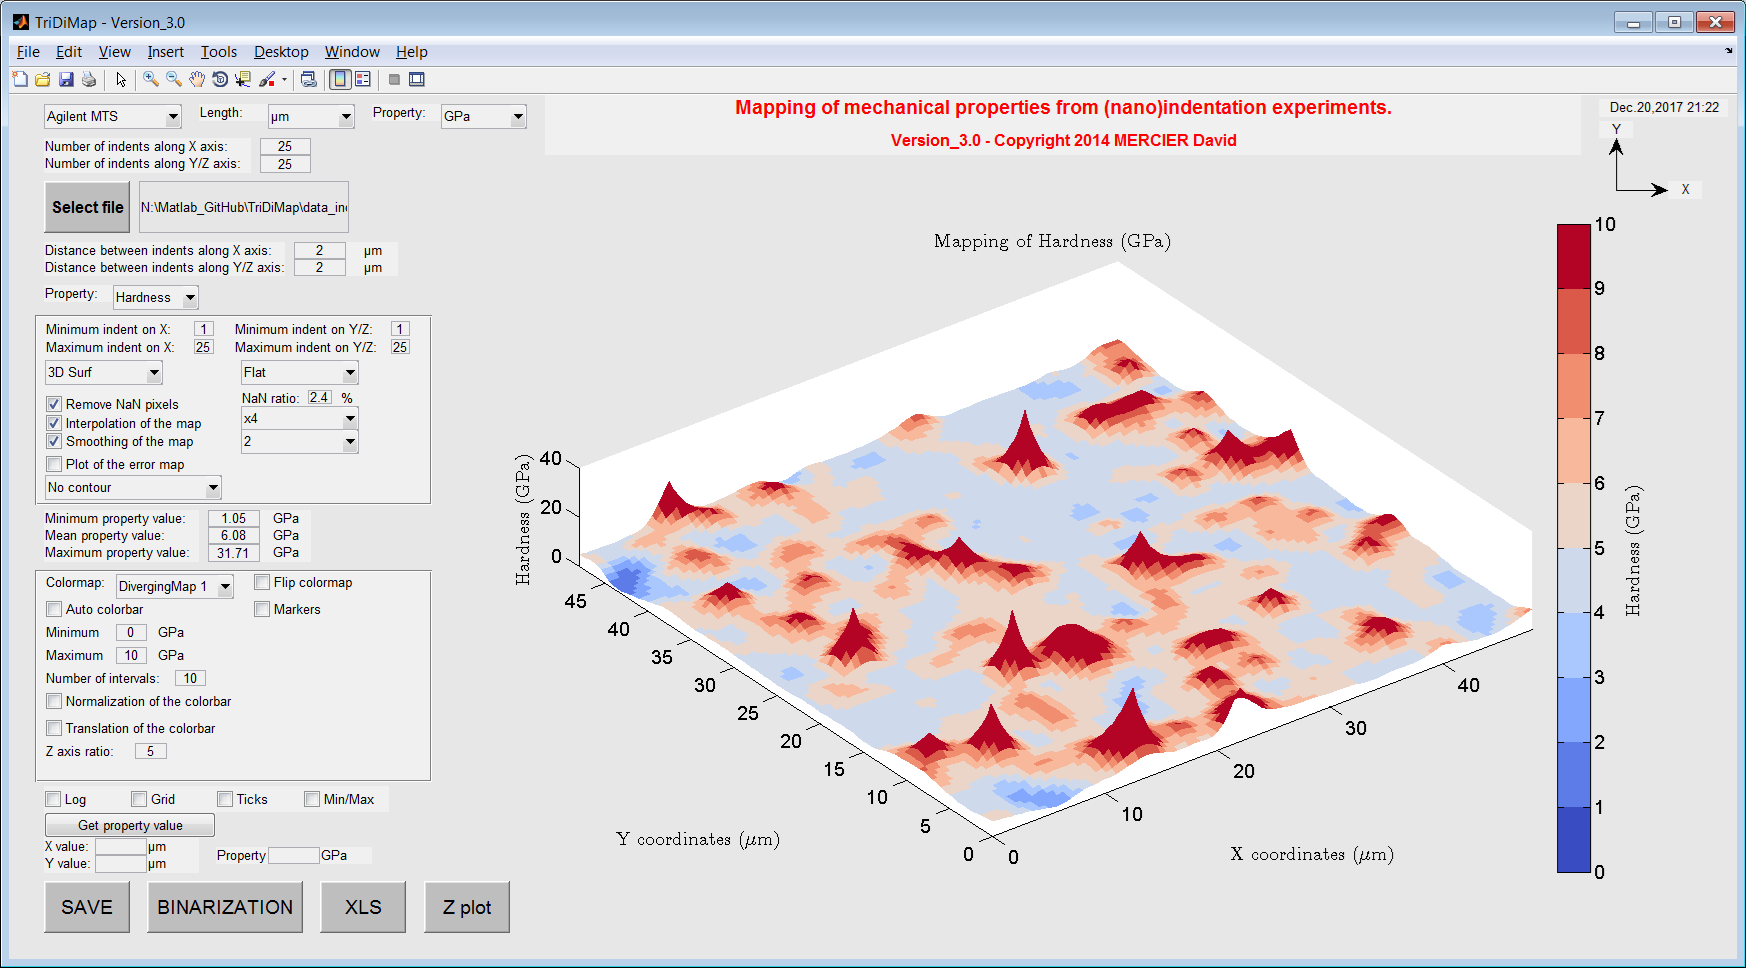 TriDiMap - Version_3.0
File Edit View Insert Tools Desktop Window Help
Agilent MTS Length: µm Property: GPa
Number of indents along X axis: 25
Number of indents along Y/Z axis: 25
Select file N:\Matlab_GitHub\TriDiMap\data_in
Distance between indents along X axis: 2 µm
Distance between indents along Y/Z axis: 2 µm
Property: Hardness
Minimum indent on X: 1 Minimum indent on Y/Z: 1
Maximum indent on X: 25 Maximum indent on Y/Z: 25
3D Surf Flat
Remove NaN pixels NaN ratio: 2.4 %
Interpolation of the map x4
Smoothing of the map 2
Plot of the error map
No contour
Minimum property value: 1.05 GPa
Mean property value: 6.08 GPa
Maximum property value: 31.71 GPa
Colormap: DivergingMap 1 Flip colormap
Auto colorbar Markers
Minimum 0 GPa
Maximum 10 GPa
Number of intervals: 10
Normalization of the colorbar
Translation of the colorbar
Z axis ratio: 5
Log Grid Ticks Min/Max
Get property value
X value: µm
Y value: µm
Property GPa
SAVE BINARIZATION XLS Z plot
Mapping of mechanical properties from (nano)indentation experiments.
Version_3.0 - Copyright 2014 MERCIER David
Dec.20,2017 21:22
Y
X
Mapping of Hardness (GPa)
Hardness (GPa)
40
20
0
45
40
35
30
25
20
15
10
5
0
Y coordinates (µm)
0
10
20
30
40
X coordinates (µm)
10
9
8
7
6
5
4
3
2
1
0
Hardness (GPa)